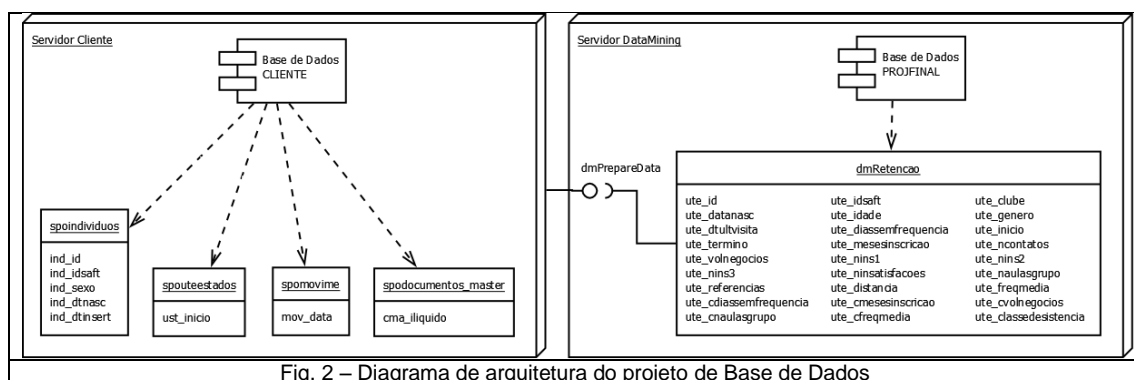 Servidor Cliente
Base de Dados
CLIENTE
spoindividuos
ind_id
ind_idsaft
ind_sexo
ind_dtnasc
ind_dtinsert
spouteestados
ust_inicio
spomovime
mov_data
spodocumentos_master
cma_iliquido
dmPrepareData
Servidor DataMining
Base de Dados
PROJFINAL
dmRetencao
ute_id ute_idsaft ute_clube
ute_datanasc ute_idade ute_genero
ute_dtultvisita ute_diassemfrequencia ute_inicio
ute_termino ute_mesesinscricao ute_ncontatos
ute_volnegocios ute_nins1 ute_nins2
ute_nins3 ute_ninsatisfacoes ute_naulasgrupo
ute_referencias ute_distancia ute_freqmedia
ute_cdiassemfrequencia ute_cmesesinscricao ute_cvolnegocios
ute_cnaulasgrupo ute_cfreqmedia ute_classedesistencia
Fig. 2 – Diagrama de arquitetura do projeto de Base de Dados